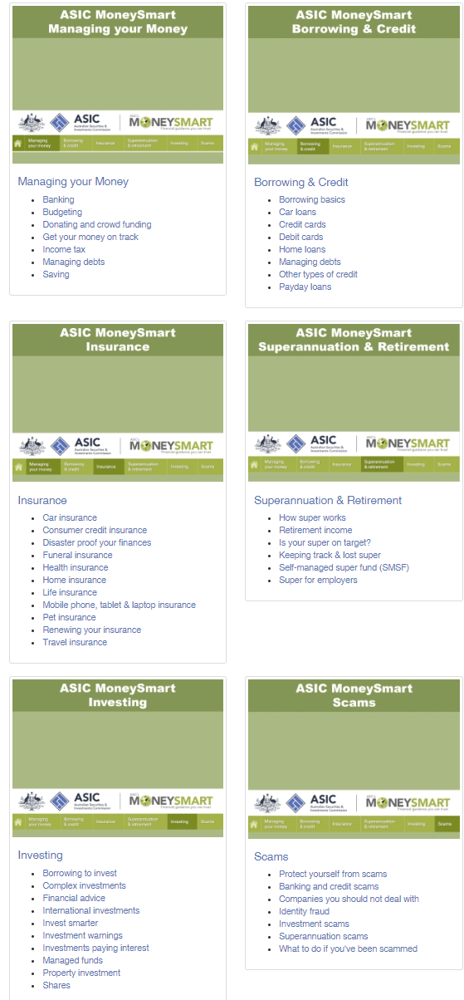 ASIC MoneySmart
Managing your Money
ASIC
Australian Securities &
Investments Commission
ASIC's
MONEYSMART
Financial guidance you can trust
Managing your money
Borrowing & credit
Insurance
Superannuation & retirement
Investing
Scams
Managing your Money
Banking
Budgeting
Donating and crowd funding
Get your money on track
Income tax
Managing debts
Saving
ASIC MoneySmart
Borrowing & Credit
ASIC
Australian Securities &
Investments Commission
ASIC's
MONEYSMART
Financial guidance you can trust
Managing your money
Borrowing & credit
Insurance
Superannuation & retirement
Investing
Scams
Borrowing & Credit
Borrowing basics
Car loans
Credit cards
Debit cards
Home loans
Managing debts
Other types of credit
Payday loans
ASIC MoneySmart
Insurance
ASIC
Australian Securities &
Investments Commission
ASIC's
MONEYSMART
Financial guidance you can trust
Managing your money
Borrowing & credit
Insurance
Superannuation & retirement
Investing
Scams
Insurance
Car insurance
Consumer credit insurance
Disaster proof your finances
Funeral insurance
Health insurance
Home insurance
Life insurance
Mobile phone, tablet & laptop insurance
Pet insurance
Renewing your insurance
Travel insurance
ASIC MoneySmart
Superannuation & Retirement
ASIC
Australian Securities &
Investments Commission
ASIC's
MONEYSMART
Financial guidance you can trust
Managing your money
Borrowing & credit
Insurance
Superannuation & retirement
Investing
Scams
Superannuation & Retirement
How super works
Retirement income
Is your super on target?
Keeping track & lost super
Self-managed super fund (SMSF)
Super for employers
ASIC MoneySmart
Investing
ASIC
Australian Securities &
Investments Commission
ASIC's
MONEYSMART
Financial guidance you can trust
Managing your money
Borrowing & credit
Insurance
Superannuation & retirement
Investing
Scams
Investing
Borrowing to invest
Complex investments
Financial advice
International investments
Invest smarter
Investment warnings
Investments paying interest
Managed funds
Property investment
Shares
ASIC MoneySmart
Scams
ASIC
Australian Securities &
Investments Commission
ASIC's
MONEYSMART
Financial guidance you can trust
Managing your money
Borrowing & credit
Insurance
Superannuation & retirement
Investing
Scams
Scams
Protect yourself from scams
Banking and credit scams
Companies you should not deal with
Identity fraud
Investment scams
Superannuation scams
What to do if you've been scammed